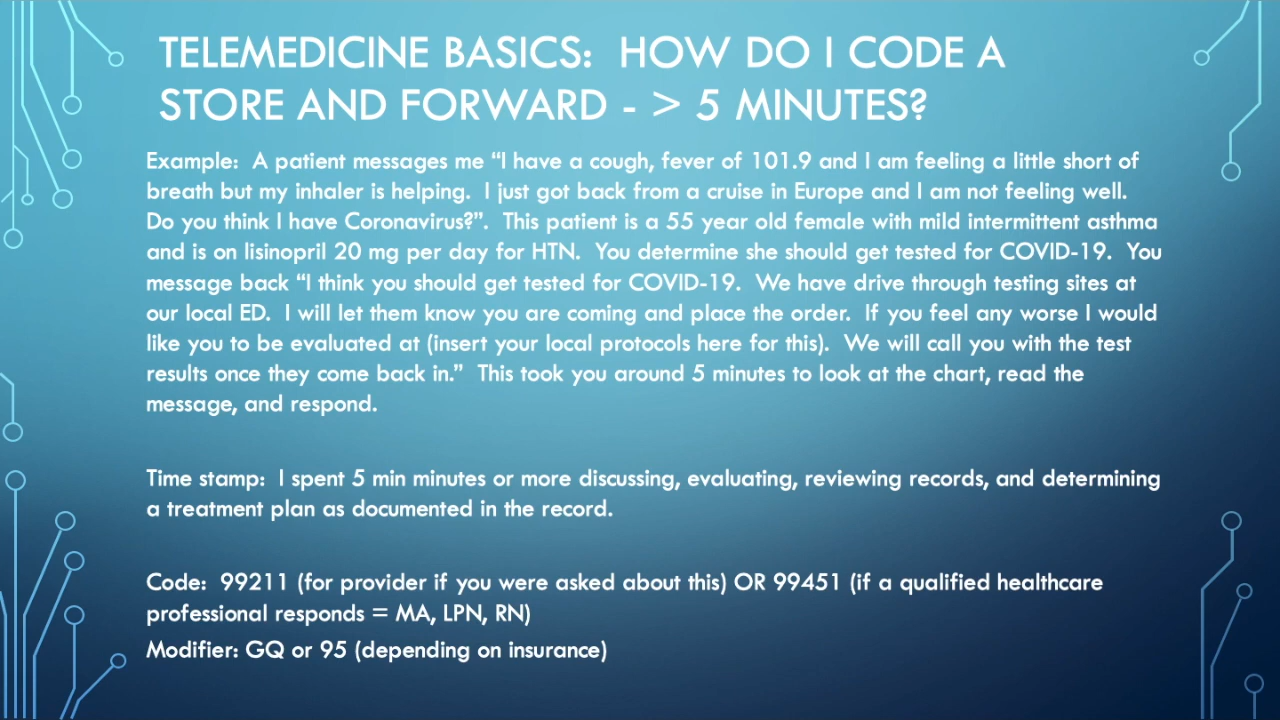 TELEMEDICINE BASICS:  HOW DO I CODE A
STORE AND FORWARD - > 5 MINUTES?
Example:  A patient messages me “I have a cough, fever of 101.9 and I am feeling a little short of
breath but my inhaler is helping.  I just got back from a cruise in Europe and I am not feeling well.
Do you think I have Coronavirus?”.  This patient is a 55 year old female with mild intermittent asthma
and is on lisinopril 20 mg per day for HTN.  You determine she should get tested for COVID-19.  You
message back “I think you should get tested for COVID-19.  We have drive through testing sites at
our local ED.  I will let them know you are coming and place the order.  If you feel any worse I would
like you to be evaluated at (insert your local protocols here for this).  We will call you with the test
results once they come back in.”  This took you around 5 minutes to look at the chart, read the
message, and respond.
Time stamp:  I spent 5 min minutes or more discussing, evaluating, reviewing records, and determining
a treatment plan as documented in the record.
Code:  99211 (for provider if you were asked about this) OR 99451 (if a qualified healthcare
professional responds = MA, LPN, RN)
Modifier: GQ or 95 (depending on insurance)